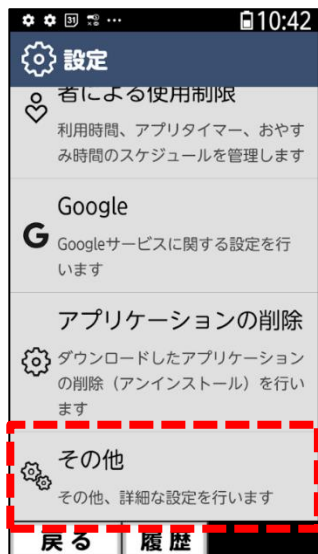 31 10:42
設定
者による使用制限
利用時間、アプリタイマー、おやす
み時間のスケジュールを管理します
Google
G Googleサービスに関する設定を行
います
アプリケーションの削除
ダウンロードしたアプリケーション
の削除（アンインストール）を行い
ます
その他
その他、詳細な設定を行います
戻る 履歴